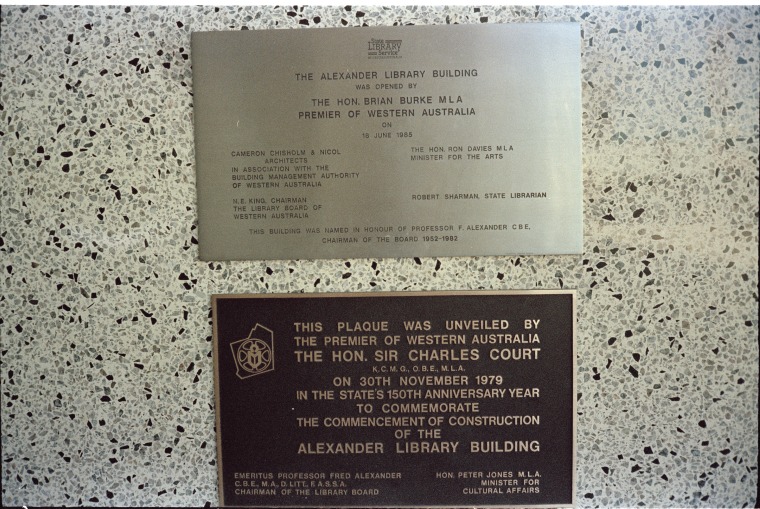 State
LIBRARY
and Service
THE ALEXANDER LIBRARY BUILDING
WAS OPENED BY
THE HON. BRIAN BURKE M L A
PREMIER OF WESTERN AUSTRALIA
ON
18 JUNE 1985
CAMERON CHISHOLM & NICOL
ARCHITECTS
IN ASSOCIATION WITH THE
BUILDING MANAGEMENT AUTHORITY
OF WESTERN AUSTRALIA
N.E. KING, CHAIRMAN
THE LIBRARY BOARD OF
WESTERN AUSTRALIA
THE HON. RON DAVIES M L A
MINISTER FOR THE ARTS
ROBERT SHARMAN, STATE LIBRARIAN
THIS BUILDING WAS NAMED IN HONOUR OF PROFESSOR F. ALEXANDER C B E,
CHAIRMAN OF THE BOARD 1952-1982
THIS PLAQUE WAS UNVEILED BY
THE PREMIER OF WESTERN AUSTRALIA
THE HON. SIR CHARLES COURT
K.C.M.G., O.B.E., M.L.A.
ON 30TH NOVEMBER 1979
IN THE STATE'S 150TH ANNIVERSARY YEAR
TO COMMEMORATE
THE COMMENCEMENT OF CONSTRUCTION
OF THE
ALEXANDER LIBRARY BUILDING
EMERITUS PROFESSOR FRED ALEXANDER
C.B.E., M.A., D.LITT., F.A.S.S.A.
CHAIRMAN OF THE LIBRARY BOARD
HON. PETER JONES M.L.A.
MINISTER FOR
CULTURAL AFFAIRS